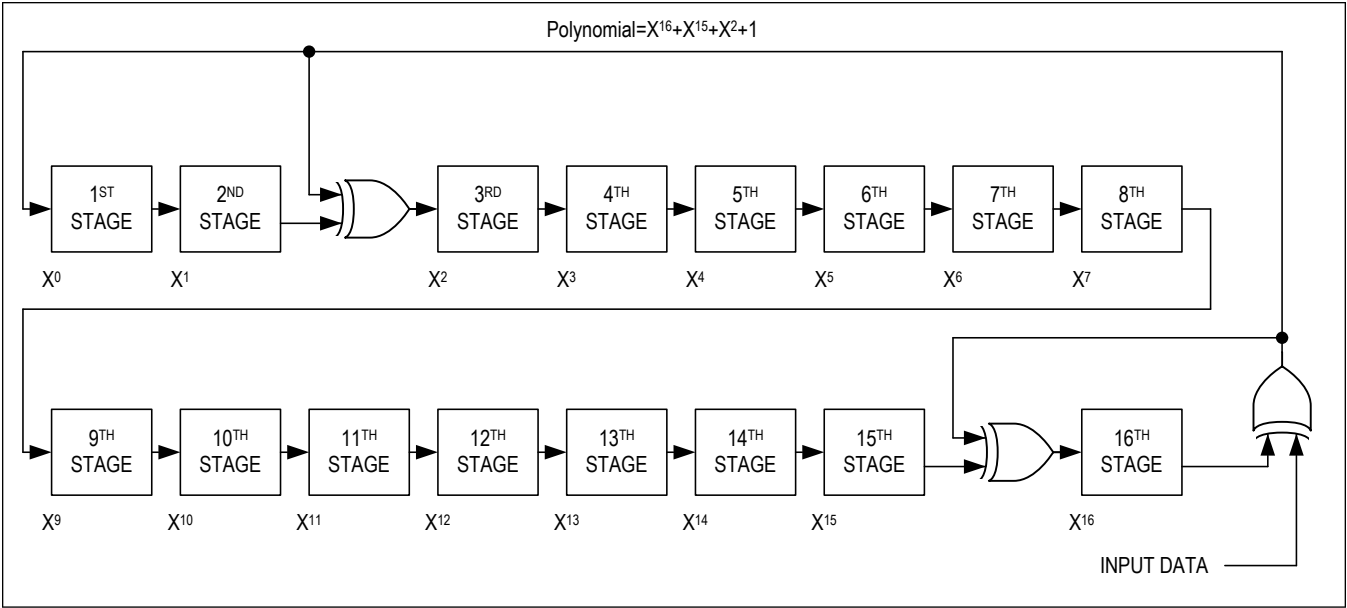 Polynomial=X¹⁶+X¹⁵+X²+1
1ST STAGE
2ND STAGE
3RD STAGE
4TH STAGE
5TH STAGE
6TH STAGE
7TH STAGE
8TH STAGE
X⁰
X¹
X²
X³
X⁴
X⁵
X⁶
X⁷
9TH STAGE
10TH STAGE
11TH STAGE
12TH STAGE
13TH STAGE
14TH STAGE
15TH STAGE
16TH STAGE
X⁹
X¹⁰
X¹¹
X¹²
X¹³
X¹⁴
X¹⁵
X¹⁶
INPUT DATA